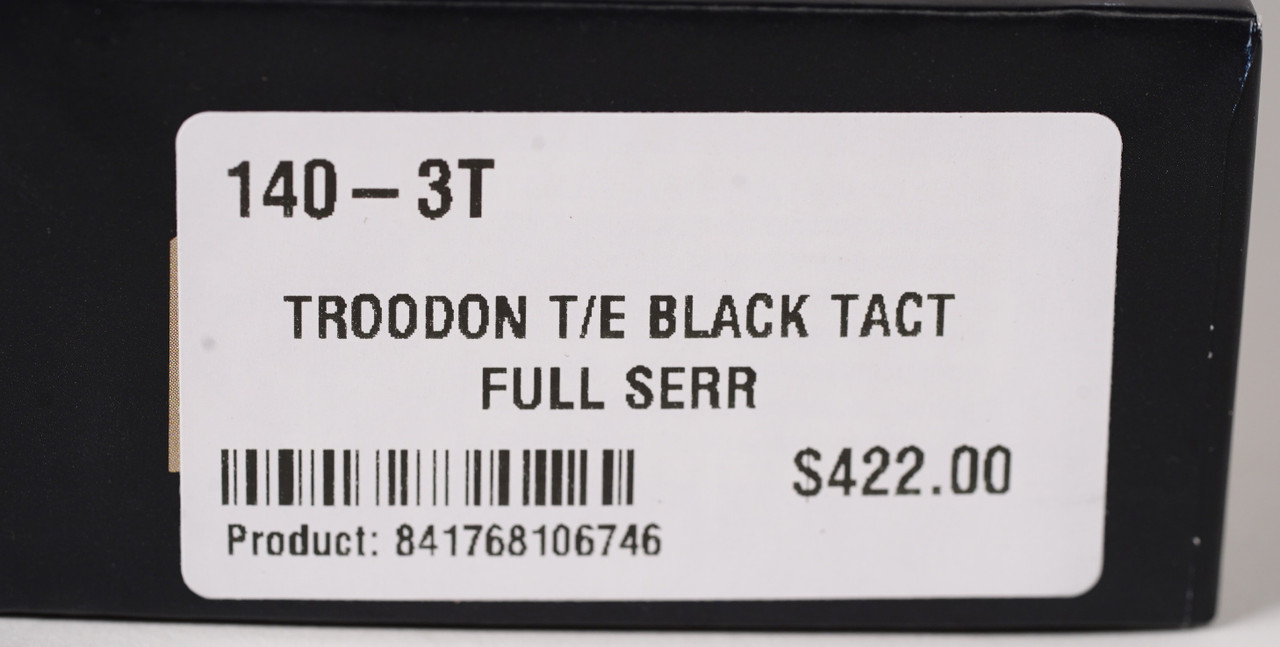 140-3T
TROODON T/E BLACK TACT
FULL SERR
$422.00
Product: 841768106746